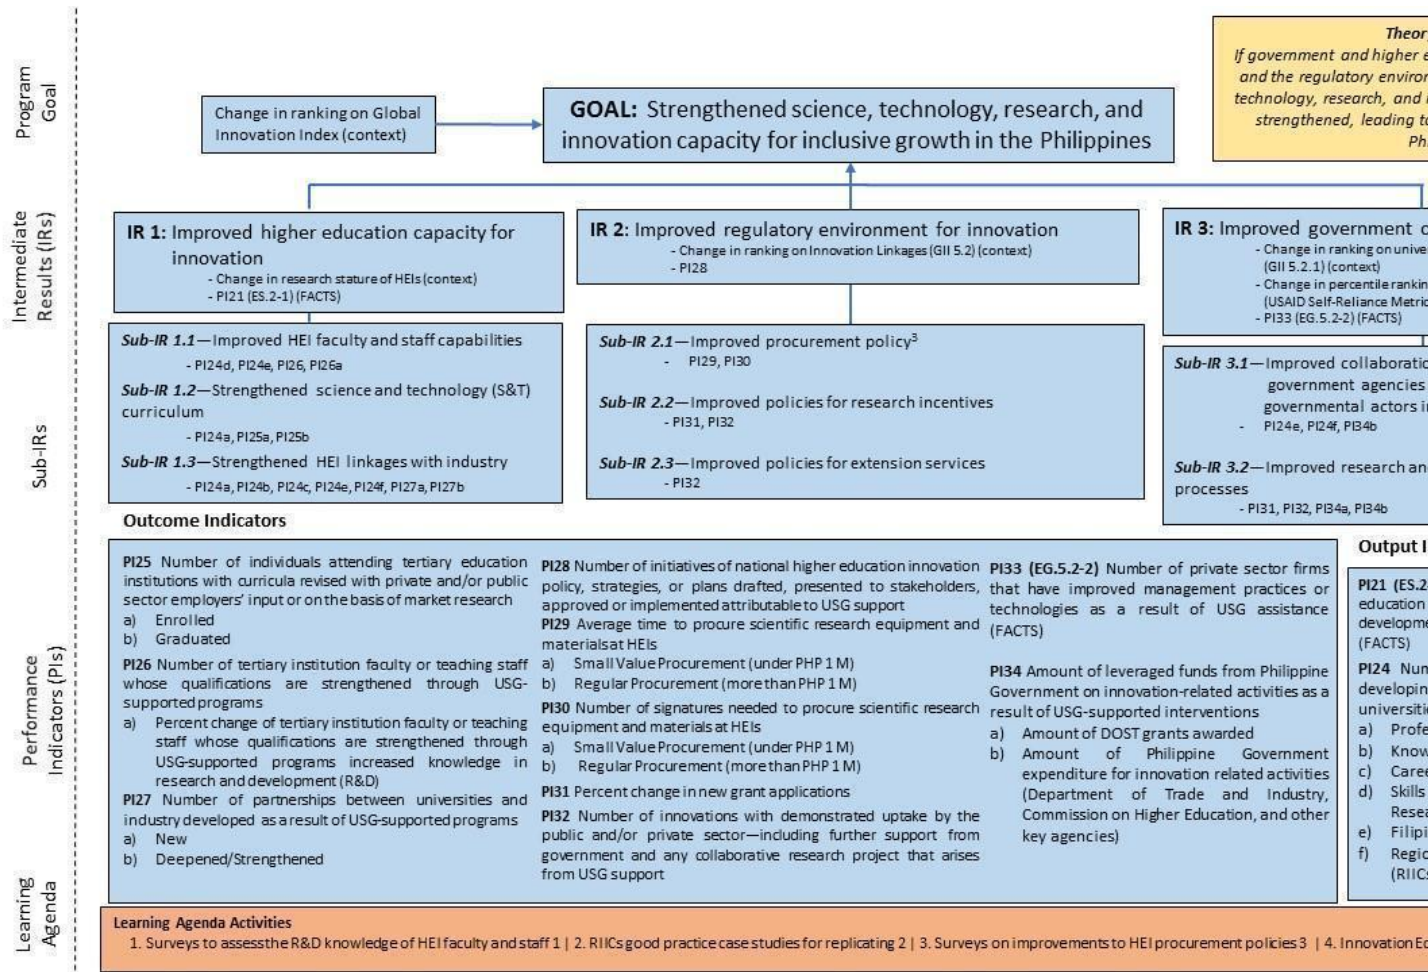 Program
Goal
Intermediate
Results (IRs)
Sub-IRs
Performance
Indicators (PIs)
Learning
Agenda
If government and higher
and the regulatory
technology, research, and
strengthened, leading
Change in ranking on Global
Innovation Index (context)
GOAL: Strengthened science, technology, research, and
innovation capacity for inclusive growth in the Philippines
IR 1: Improved higher education capacity for
innovation
- Change in research stature of HEIs (context)
- PI21 (ES.2-1) (FACTS)
IR 2: Improved regulatory environment for innovation
- Change in ranking on Innovation Linkages (GII 5.2) (context)
- PI28
IR 3: Improved government
- Change in ranking on
(GII 5.2.1) (context)
- Change in percentile
(USAID Self-Reliance
- PI33 (EG.5.2-2) (FACTS)
Sub-IR 1.1—Improved HEI faculty and staff capabilities
- PI24d, PI24e, PI26, PI26a
Sub-IR 1.2—Strengthened science and technology (S&T)
curriculum
- PI24a, PI25a, PI25b
Sub-IR 1.3—Strengthened HEI linkages with industry
- PI24a, PI24b, PI24c, PI24e, PI24f, PI27a, PI27b
Sub-IR 2.1—Improved procurement policy³
- PI29, PI30
Sub-IR 2.2—Improved policies for research incentives
- PI31, PI32
Sub-IR 2.3—Improved policies for extension services
- PI32
Sub-IR 3.1—Improved
government agencies
governmental actors
- PI24e, PI24f, PI34b
Sub-IR 3.2—Improved research
processes
- PI31, PI32, PI34a, PI34b
Outcome Indicators
PI25 Number of individuals attending tertiary education
institutions with curricula revised with private and/or public
sector employers' input or on the basis of market research
a) Enrolled
b) Graduated
PI26 Number of tertiary institution faculty or teaching staff
whose qualifications are strengthened through USG-
supported programs
a) Percent change of tertiary institution faculty or teaching
staff whose qualifications are strengthened through
USG-supported programs increased knowledge in
research and development (R&D)
PI27 Number of partnerships between universities and
industry developed as a result of USG-supported programs
a) New
b) Deepened/Strengthened
PI28 Number of initiatives of national higher education innovation
policy, strategies, or plans drafted, presented to stakeholders,
approved or implemented attributable to USG support
PI29 Average time to procure scientific research equipment and
materialsat HEIs
a) Small Value Procurement (under PHP 1 M)
b) Regular Procurement (more than PHP 1 M)
PI30 Number of signatures needed to procure scientific research
equipment and materials at HEIs
a) Small Value Procurement (under PHP 1 M)
b) Regular Procurement (more than PHP 1 M)
PI31 Percent change in new grant applications
PI32 Number of innovations with demonstrated uptake by the
public and/or private sector—including further support from
government and any collaborative research project that arises
from USG support
PI33 (EG.5.2-2) Number of private sector firms
that have improved management practices or
technologies as a result of USG assistance
(FACTS)
PI34 Amount of leveraged funds from Philippine
Government on innovation-related activities as a
result of USG-supported interventions
a) Amount of DOST grants awarded
b) Amount of Philippine Government
expenditure for innovation related activities
(Department of Trade and Industry,
Commission on Higher Education, and other
key agencies)
Output
PI21
education
(FACTS)
PI24
a)
b)
c)
d) Skills
e)
f)
Learning Agenda Activities
1. Surveys to assess the R&D knowledge of HEI faculty and staff 1 | 2. RIICs good practice case studies for replicating 2 | 3. Surveys on improvements to HEI procurement policies 3 | 4. Innovation